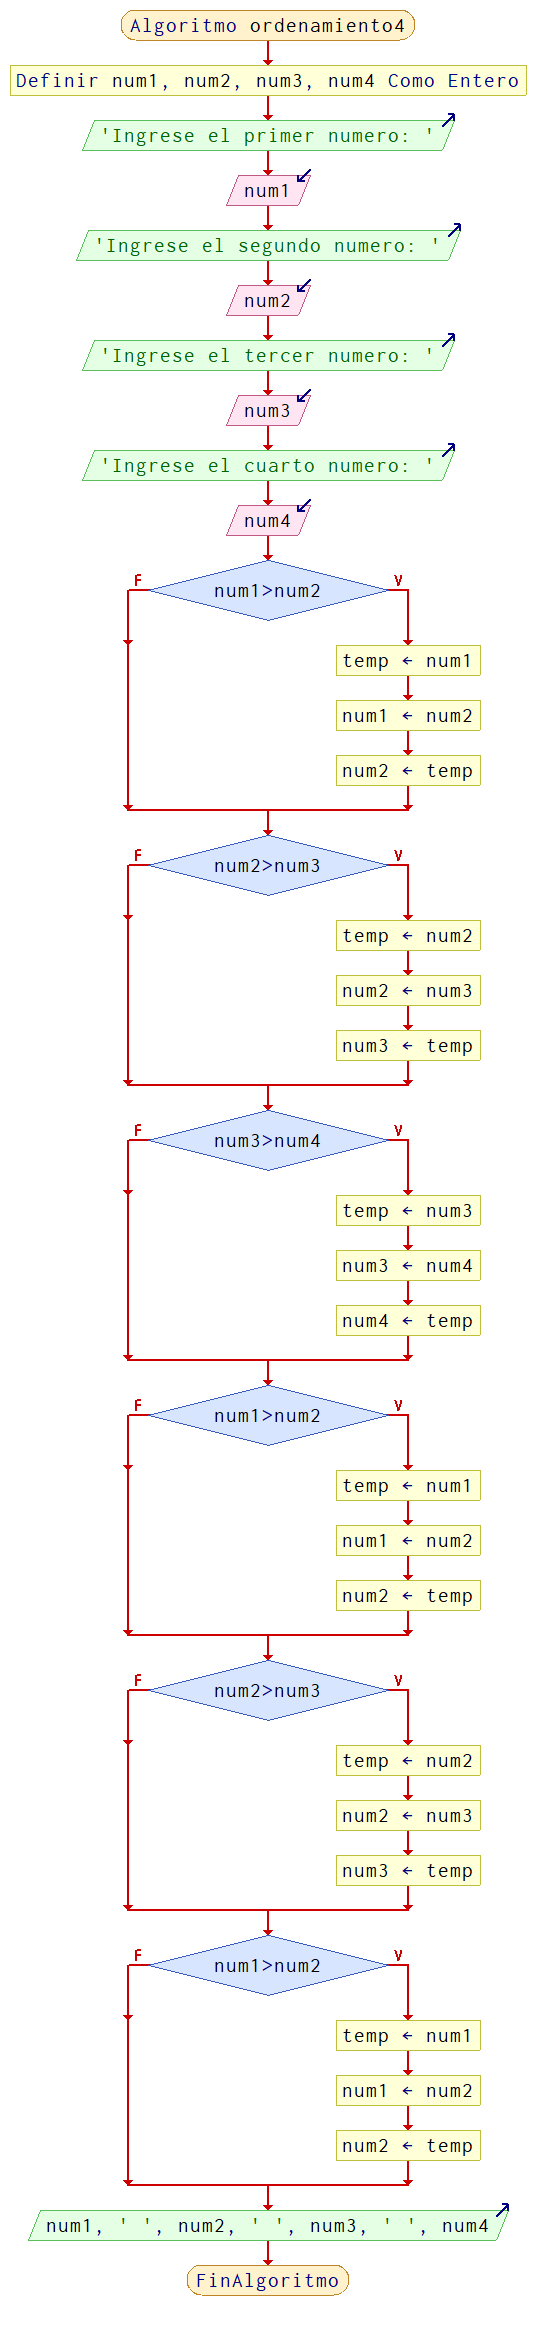 Algoritmo ordenamiento4
Definir num1, num2, num3, num4 Como Entero
'Ingrese el primer numero: '
num1
'Ingrese el segundo numero: '
num2
'Ingrese el tercer numero: '
num3
'Ingrese el cuarto numero: '
num4
F
V
num1>num2
temp ← num1
num1 ← num2
num2 ← temp
F
V
num2>num3
temp ← num2
num2 ← num3
num3 ← temp
F
V
num3>num4
temp ← num3
num3 ← num4
num4 ← temp
F
V
num1>num2
temp ← num1
num1 ← num2
num2 ← temp
F
V
num2>num3
temp ← num2
num2 ← num3
num3 ← temp
F
V
num1>num2
temp ← num1
num1 ← num2
num2 ← temp
num1, ' ', num2, ' ', num3, ' ', num4
FinAlgoritmo